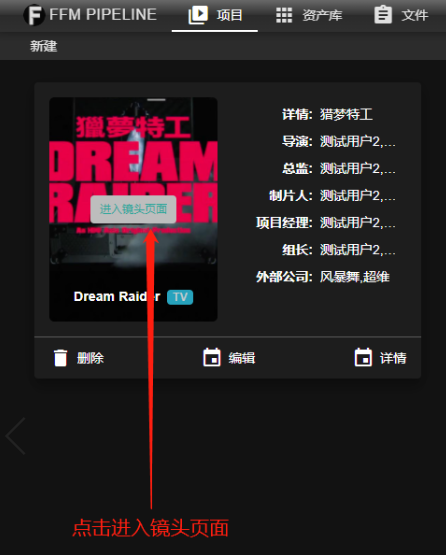 FFM PIPELINE
项目
资产库
文件
新建
獵夢特工
DREAM
RAIDER
进入镜头页面
Dream Raider TV
详情: 猎梦特工
导演: 测试用户2,...
总监: 测试用户2,...
制片人: 测试用户2,...
项目经理: 测试用户2,...
组长: 测试用户2,...
外部公司: 风暴舞,超维
删除
编辑
详情
点击进入镜头页面